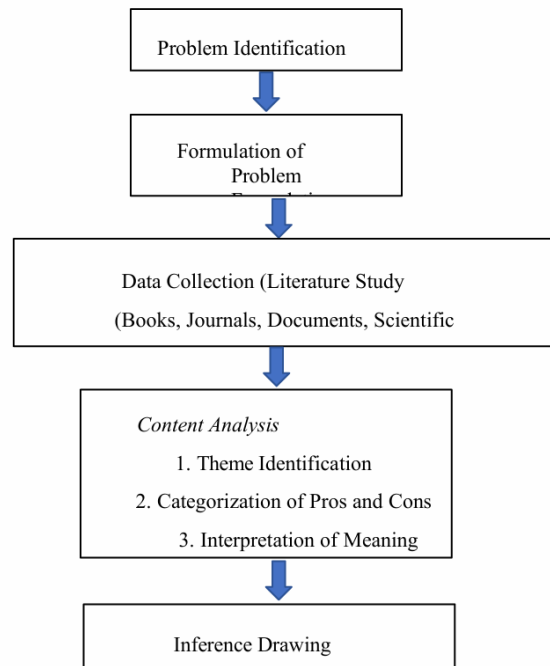 Problem Identification
Formulation of
Problem
Data Collection (Literature Study
(Books, Journals, Documents, Scientific
Content Analysis
1. Theme Identification
2. Categorization of Pros and Cons
3. Interpretation of Meaning
Inference Drawing